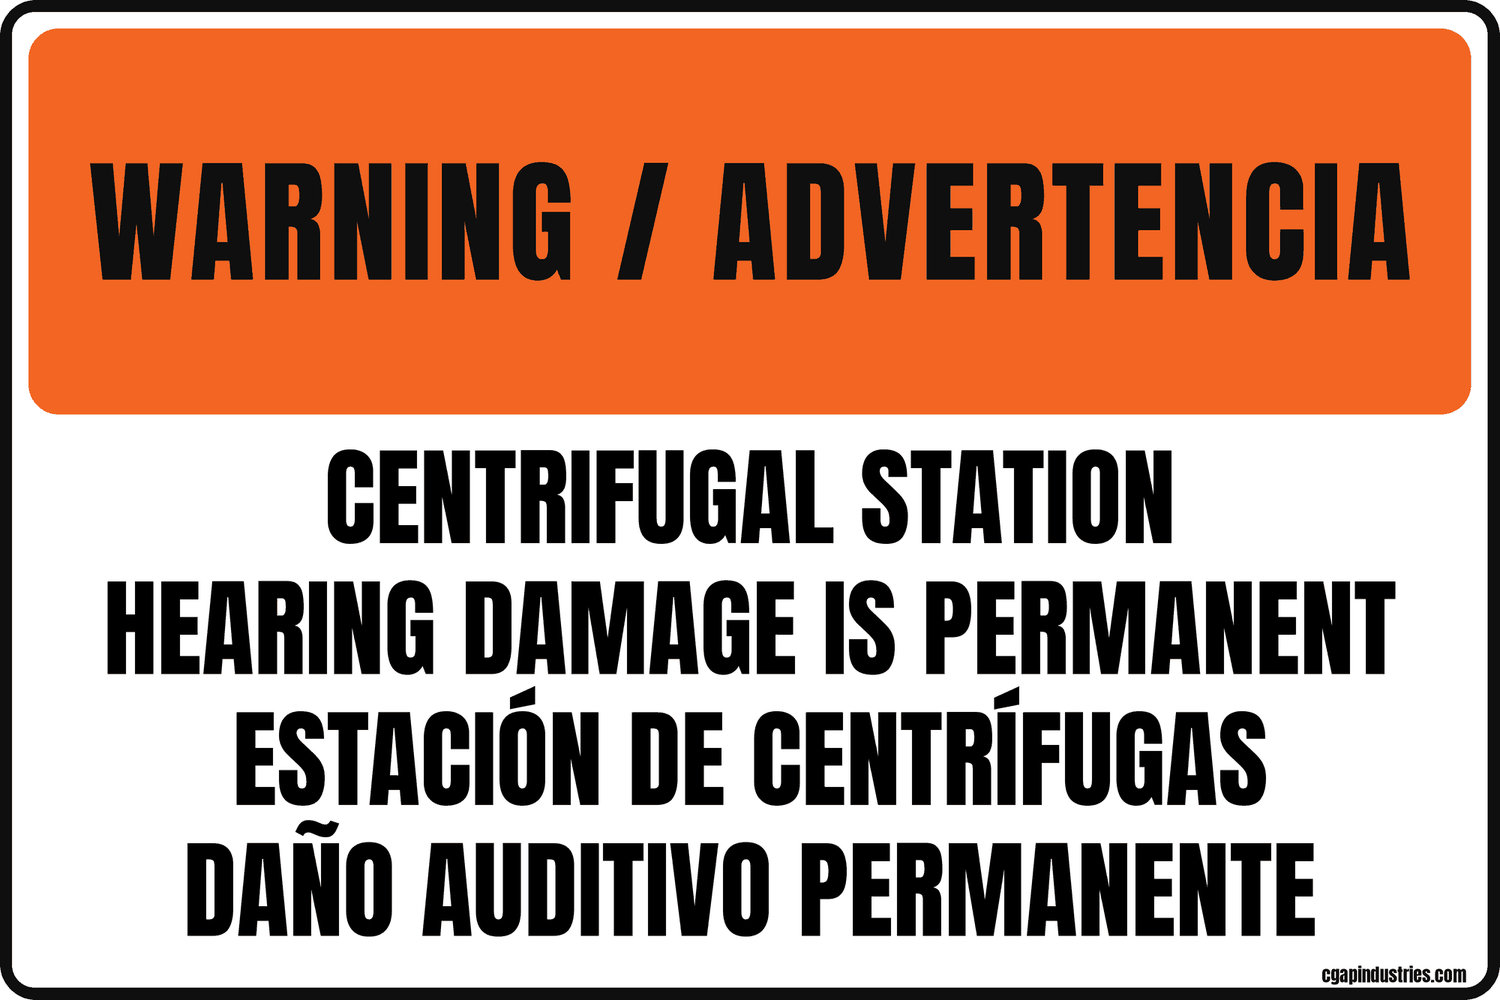 WARNING / ADVERTENCIA
CENTRIFUGAL STATION
HEARING DAMAGE IS PERMANENT
ESTACIÓN DE CENTRÍFUGAS
DAÑO AUDITIVO PERMANENTE
cgapindustries.com